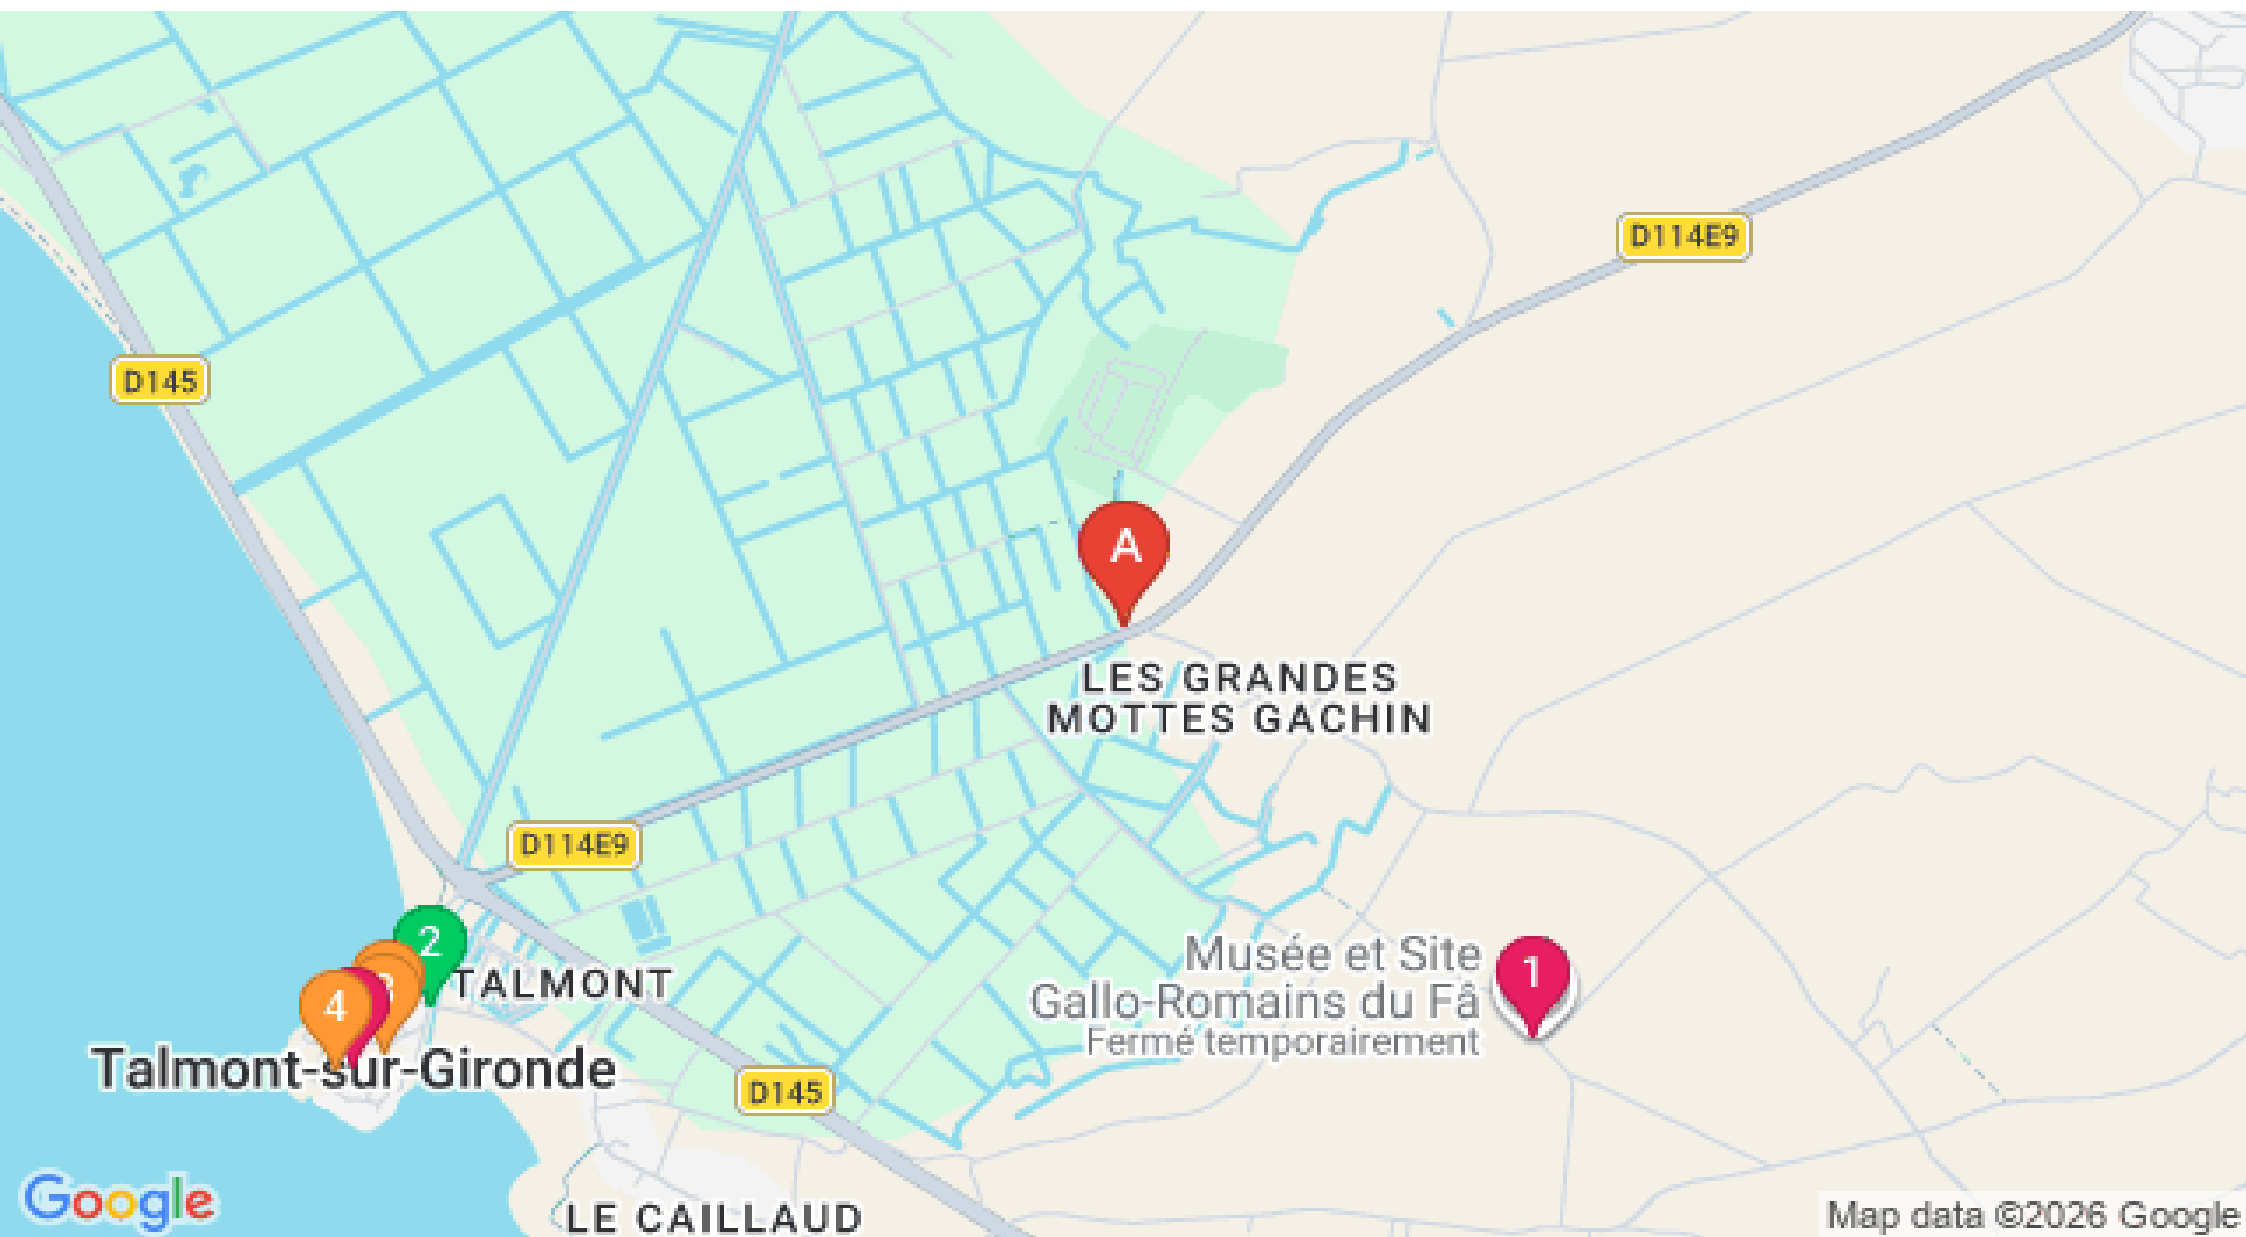 D114E9
D145
A
LES GRANDES
MOTTES GACHIN
D114E9
2
TALMONT
3
4
Talmont-sur-Gironde
Musée et Site
Gallo-Romains du Fâ
Fermé temporairement
1
D145
LE CAILLAUD
Google
Map data ©2026 Google